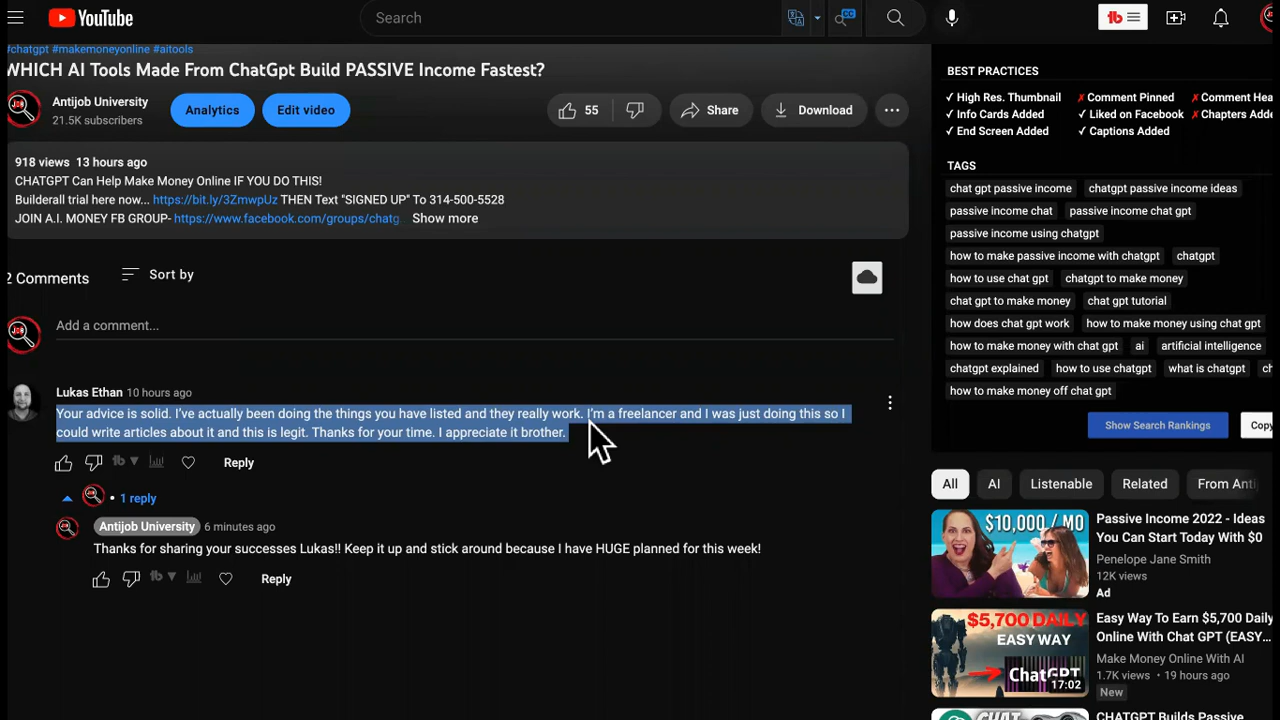 YouTube
Search
CC
tb
#chatgpt #makemoneyonline #aitools
WHICH AI Tools Made From ChatGpt Build PASSIVE Income Fastest?
JOB
Antijob University
21.5K subscribers
Analytics
Edit video
55
Share
Download
918 views 13 hours ago
CHATGPT Can Help Make Money Online IF YOU DO THIS!
Builderall trial here now... https://bit.ly/3ZmwpUz THEN Text "SIGNED UP" To 314-500-5528
JOIN A.I. MONEY FB GROUP- https://www.facebook.com/groups/chatg Show more
2 Comments
Sort by
JOB
Add a comment...
Lukas Ethan 10 hours ago
Your advice is solid. I've actually been doing the things you have listed and they really work. I'm a freelancer and I was just doing this so I
could write articles about it and this is legit. Thanks for your time. I appreciate it brother.
tb
Reply
1 reply
Antijob University 6 minutes ago
Thanks for sharing your successes Lukas!! Keep it up and stick around because I have HUGE planned for this week!
tb
Reply
BEST PRACTICES
✓ High Res. Thumbnail ✗ Comment Pinned ✗ Comment Hea
✓ Info Cards Added ✓ Liked on Facebook ✗ Chapters Adde
✓ End Screen Added ✓ Captions Added
TAGS
chat gpt passive income chatgpt passive income ideas
passive income chat passive income chat gpt
passive income using chatgpt
how to make passive income with chatgpt chatgpt
how to use chat gpt chatgpt to make money
chat gpt to make money chat gpt tutorial
how does chat gpt work how to make money using chat gpt
how to make money with chat gpt ai artificial intelligence
chatgpt explained how to use chatgpt what is chatgpt ch
how to make money off chat gpt
Show Search Rankings
Copy
All AI Listenable Related From Anti
$10,000/MO
Passive Income 2022 - Ideas
You Can Start Today With $0
Penelope Jane Smith
12K views
Ad
$5,700 DAILY
EASY WAY
ChatGPT
17:02
Easy Way To Earn $5,700 Daily
Online With Chat GPT (EASY...
Make Money Online With AI
1.7K views • 19 hours ago
New
CHATGPT Builds Passive